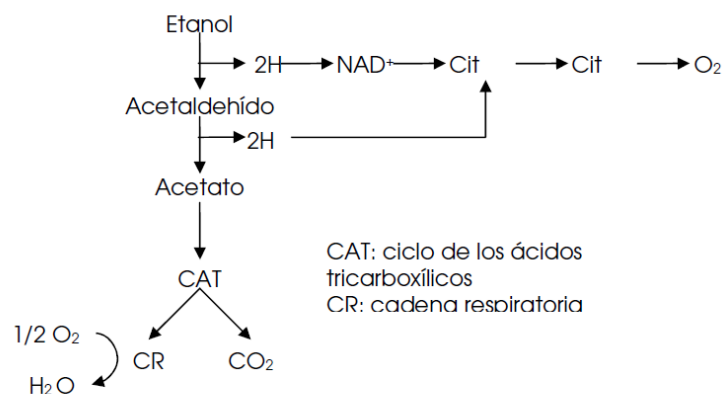 Etanol
2H NAD+ Cit Cit O₂
Acetaldehído
2H
Acetato
CAT: ciclo de los ácidos
tricarboxílicos
CR: cadena respiratoria
CAT
1/2 O₂
CR CO₂
H₂O